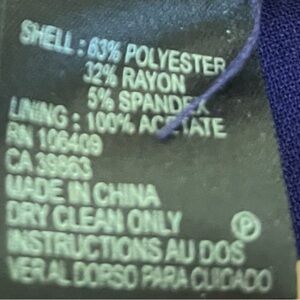 SHELL : 63% POLYESTER
32% RAYON
5% SPANDEX
LINING : 100% ACETATE
RN 106409
CA 39863
MADE IN CHINA
DRY CLEAN ONLY Ⓟ
INSTRUCTIONS AU DOS
VER AL DORSO PARA CUIDADO